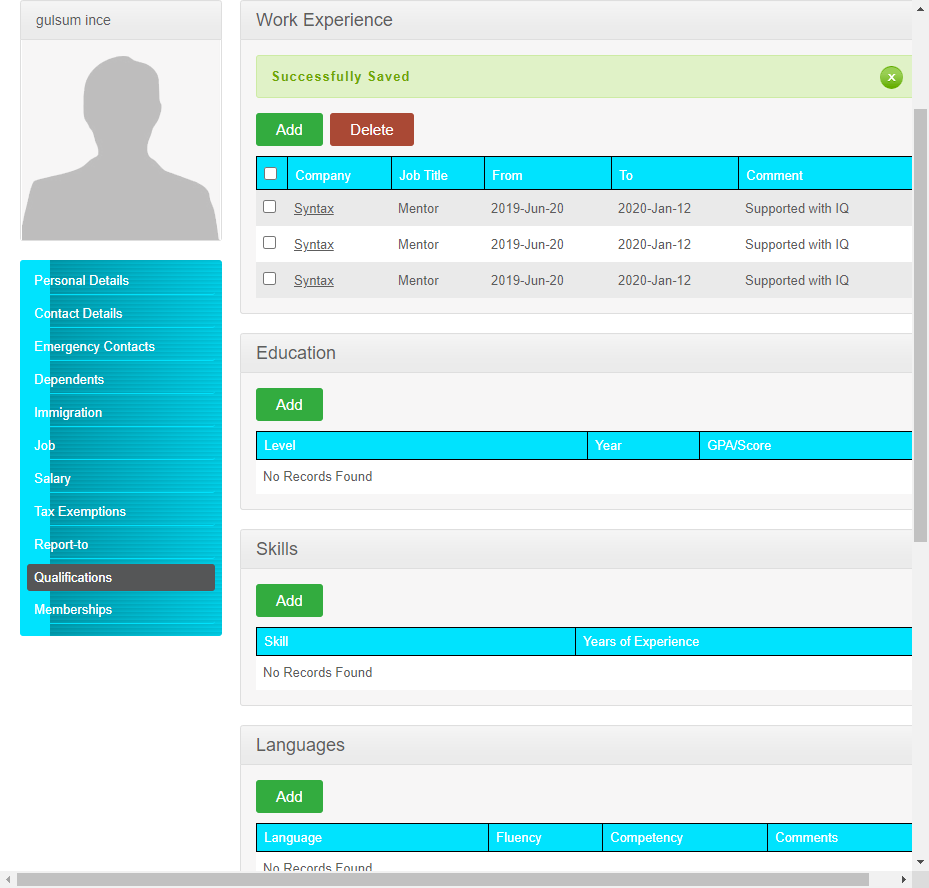 gulsum ince
Personal Details
Contact Details
Emergency Contacts
Dependents
Immigration
Job
Salary
Tax Exemptions
Report-to
Qualifications
Memberships
Work Experience
Successfully Saved
x
Add Delete
Company Job Title From To Comment
Syntax Mentor 2019-Jun-20 2020-Jan-12 Supported with IQ
Syntax Mentor 2019-Jun-20 2020-Jan-12 Supported with IQ
Syntax Mentor 2019-Jun-20 2020-Jan-12 Supported with IQ
Education
Add
Level Year GPA/Score
No Records Found
Skills
Add
Skill Years of Experience
No Records Found
Languages
Add
Language Fluency Competency Comments
No Records Found